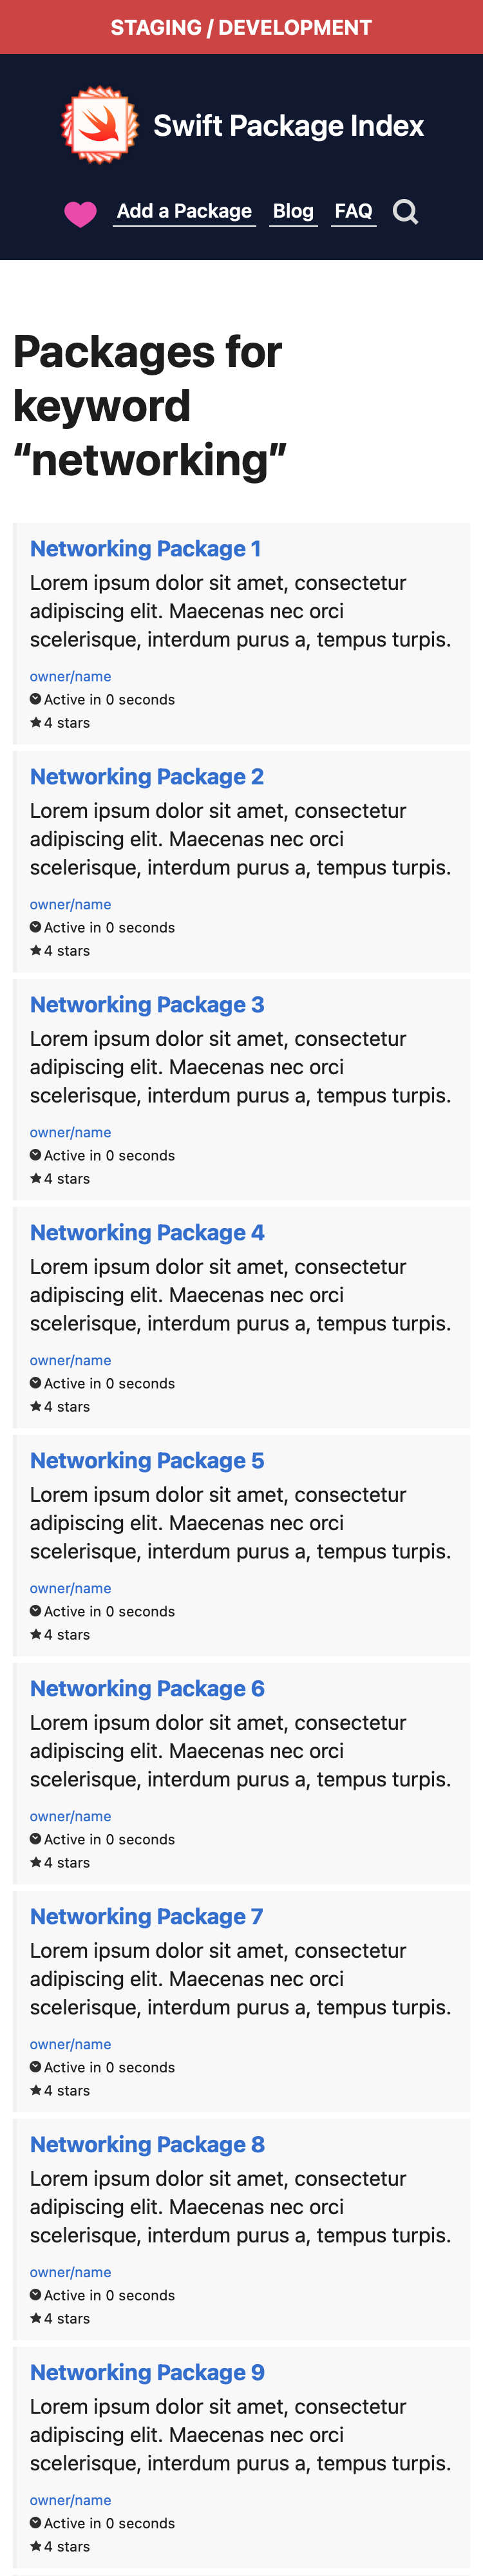 STAGING / DEVELOPMENT
Swift Package Index
Add a Package Blog FAQ
Packages for
keyword
“networking”
Networking Package 1
Lorem ipsum dolor sit amet, consectetur
adipiscing elit. Maecenas nec orci
scelerisque, interdum purus a, tempus turpis.
owner/name
Active in 0 seconds
4 stars
Networking Package 2
Lorem ipsum dolor sit amet, consectetur
adipiscing elit. Maecenas nec orci
scelerisque, interdum purus a, tempus turpis.
owner/name
Active in 0 seconds
4 stars
Networking Package 3
Lorem ipsum dolor sit amet, consectetur
adipiscing elit. Maecenas nec orci
scelerisque, interdum purus a, tempus turpis.
owner/name
Active in 0 seconds
4 stars
Networking Package 4
Lorem ipsum dolor sit amet, consectetur
adipiscing elit. Maecenas nec orci
scelerisque, interdum purus a, tempus turpis.
owner/name
Active in 0 seconds
4 stars
Networking Package 5
Lorem ipsum dolor sit amet, consectetur
adipiscing elit. Maecenas nec orci
scelerisque, interdum purus a, tempus turpis.
owner/name
Active in 0 seconds
4 stars
Networking Package 6
Lorem ipsum dolor sit amet, consectetur
adipiscing elit. Maecenas nec orci
scelerisque, interdum purus a, tempus turpis.
owner/name
Active in 0 seconds
4 stars
Networking Package 7
Lorem ipsum dolor sit amet, consectetur
adipiscing elit. Maecenas nec orci
scelerisque, interdum purus a, tempus turpis.
owner/name
Active in 0 seconds
4 stars
Networking Package 8
Lorem ipsum dolor sit amet, consectetur
adipiscing elit. Maecenas nec orci
scelerisque, interdum purus a, tempus turpis.
owner/name
Active in 0 seconds
4 stars
Networking Package 9
Lorem ipsum dolor sit amet, consectetur
adipiscing elit. Maecenas nec orci
scelerisque, interdum purus a, tempus turpis.
owner/name
Active in 0 seconds
4 stars